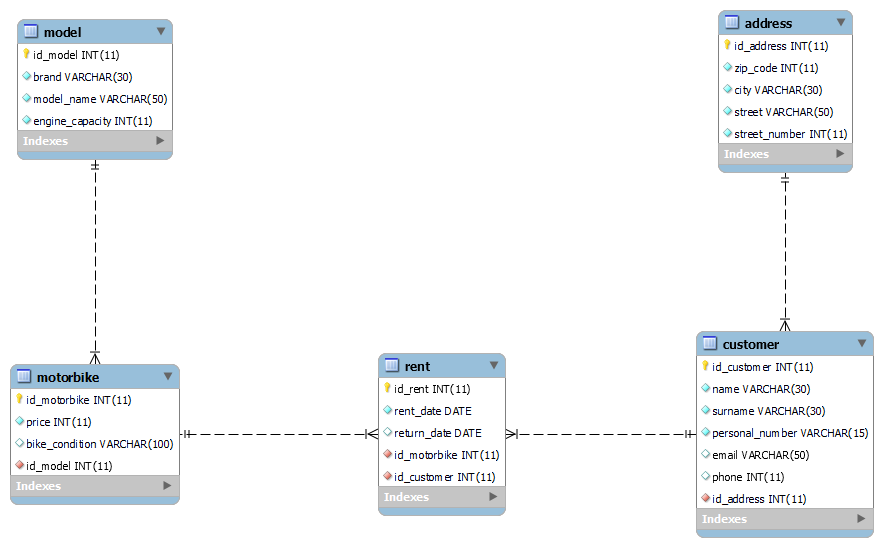 model
id_model INT(11)
brand VARCHAR(30)
model_name VARCHAR(50)
engine_capacity INT(11)
Indexes
address
id_address INT(11)
zip_code INT(11)
city VARCHAR(30)
street VARCHAR(50)
street_number INT(11)
Indexes
motorbike
id_motorbike INT(11)
price INT(11)
bike_condition VARCHAR(100)
id_model INT(11)
Indexes
rent
id_rent INT(11)
rent_date DATE
return_date DATE
id_motorbike INT(11)
id_customer INT(11)
Indexes
customer
id_customer INT(11)
name VARCHAR(30)
surname VARCHAR(30)
personal_number VARCHAR(15)
email VARCHAR(50)
phone INT(11)
id_address INT(11)
Indexes